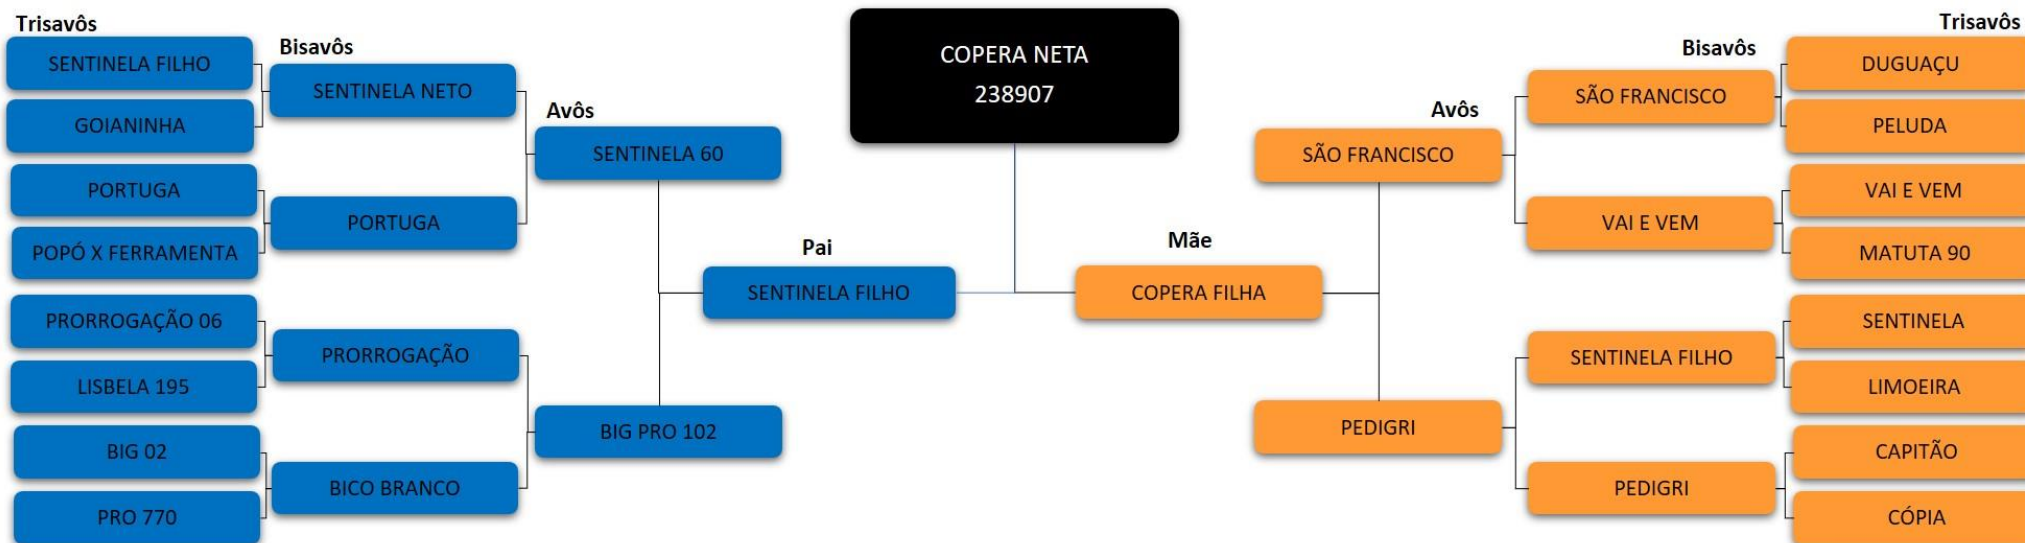 Trisavôs
SENTINELA FILHO
GOIANINHA
PORTUGA
POPÓ X FERRAMENTA
PRORROGAÇÃO 06
LISBELA 195
BIG 02
PRO 770
Bisavôs
SENTINELA NETO
PORTUGA
PRORROGAÇÃO
BICO BRANCO
Avôs
SENTINELA 60
BIG PRO 102
Pai
SENTINELA FILHO
COPERA NETA
238907
Mãe
COPERA FILHA
Avôs
SÃO FRANCISCO
PEDIGRI
Bisavôs
SÃO FRANCISCO
VAI E VEM
SENTINELA FILHO
PEDIGRI
Trisavôs
DUGUAÇU
PELUDA
VAI E VEM
MATUTA 90
SENTINELA
LIMOEIRA
CAPITÃO
CÓPIA